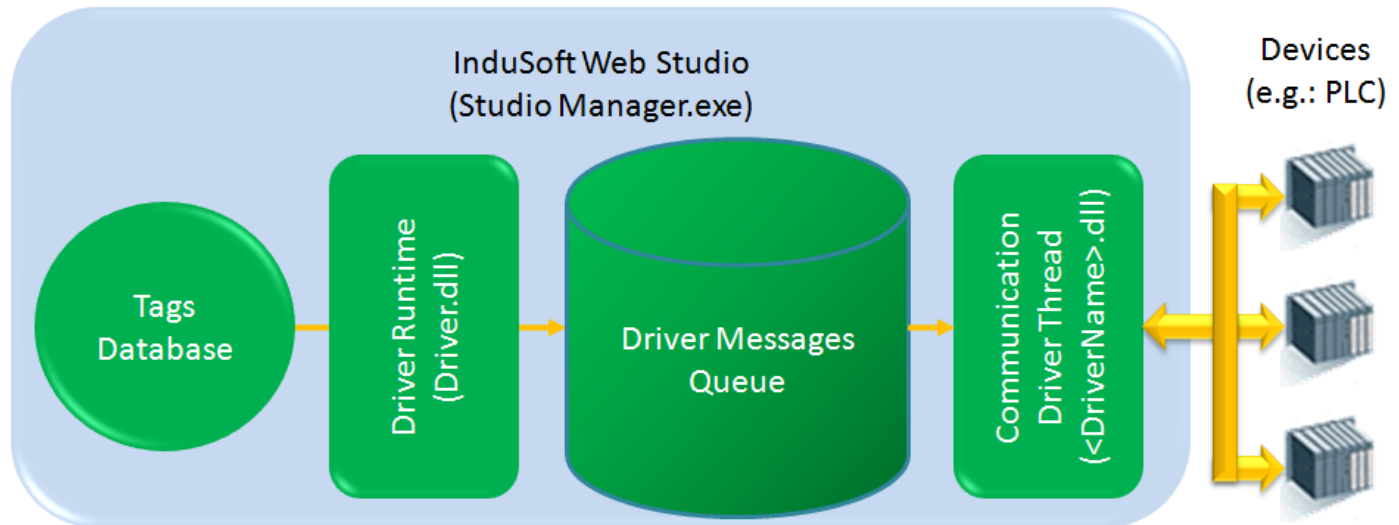 InduSoft Web Studio
(Studio Manager.exe)
Devices
(e.g.: PLC)
Tags
Database
Driver Runtime
(Driver.dll)
Driver Messages
Queue
Communication
Driver Thread
(<DriverName>.dll)